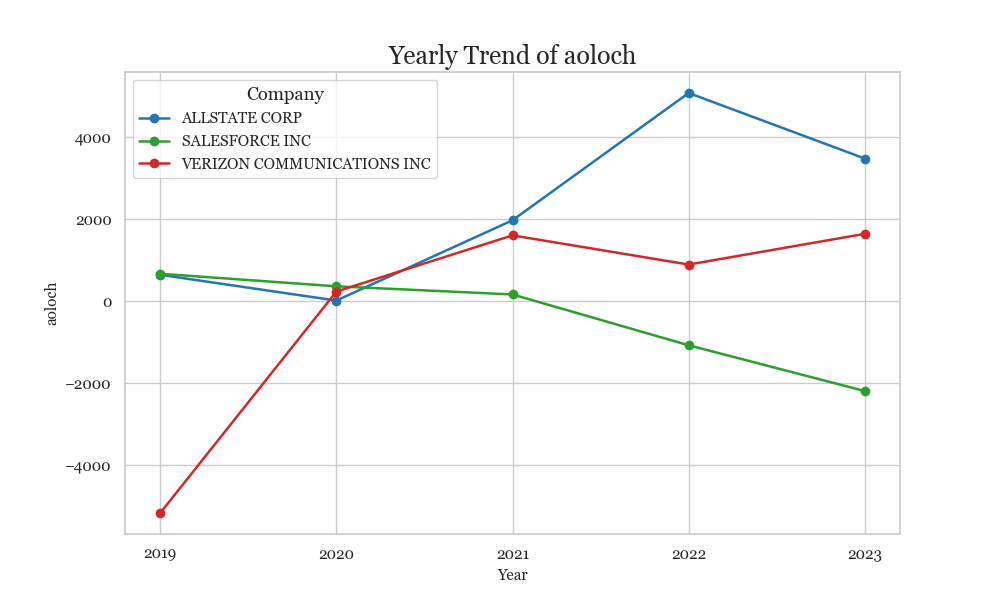 Yearly Trend of aoloch
Company
ALLSTATE CORP
SALESFORCE INC
VERIZON COMMUNICATIONS INC
4000
2000
0
−2000
−4000
aoloch
2019 2020 2021 2022 2023
Year